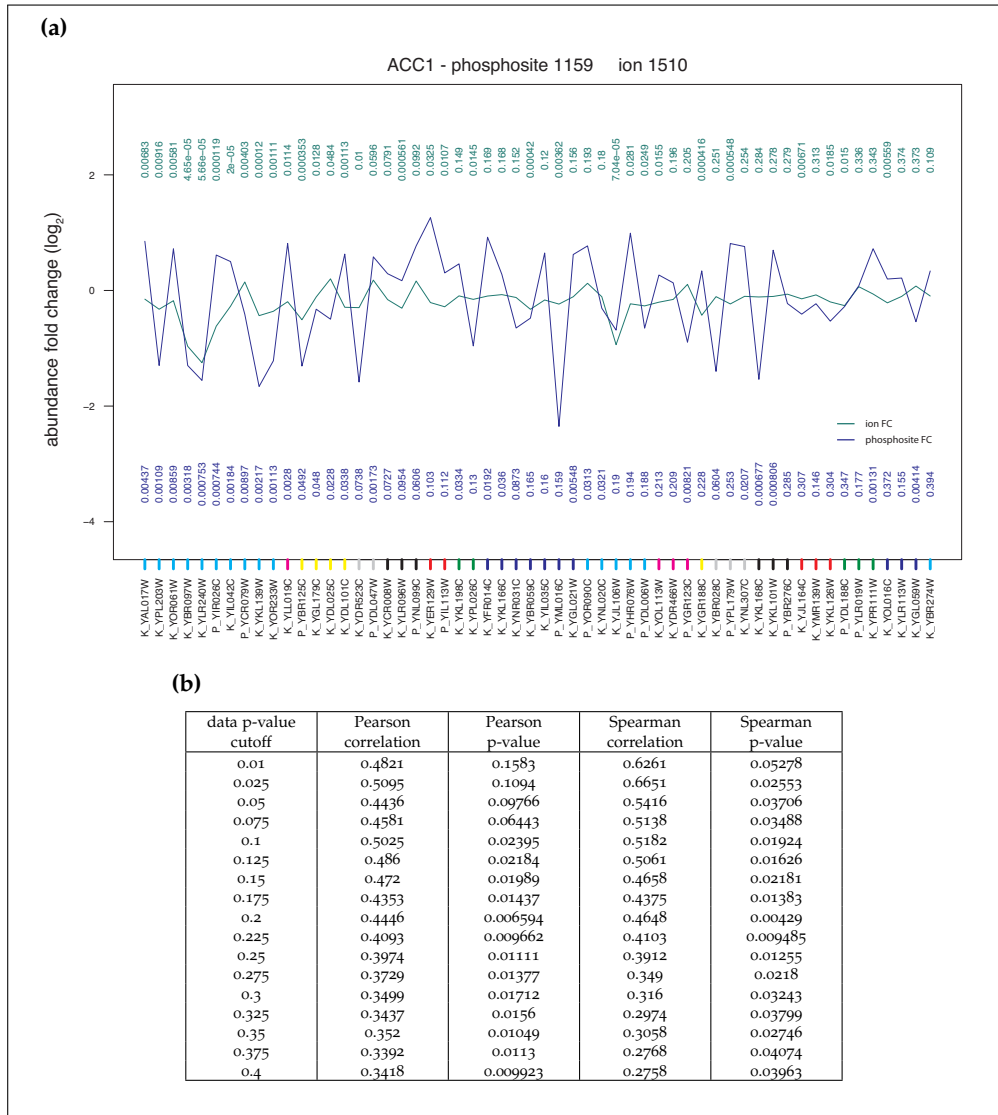 (a)
ACC1 - phosphosite 1159 ion 1510
abundance fold change (log2)
2
0
−2
−4
0.00683
0.00916
0.00581
4.65e-05
5.66e-05
0.000119
2e-05
0.00403
0.00012
0.00111
0.0114
0.000353
0.0128
0.0484
0.00113
0.01
0.0596
0.0791
0.000561
0.0992
0.0325
0.0107
0.149
0.0145
0.169
0.168
0.152
0.00042
0.12
0.00362
0.156
0.193
0.18
7.04e-05
0.0281
0.0249
0.0155
0.196
0.205
0.000416
0.251
0.000548
0.254
0.284
0.278
0.279
0.00671
0.313
0.0185
0.015
0.336
0.343
0.00559
0.374
0.373
0.109
ion FC
phosphosite FC
0.00437
0.00109
0.00859
0.00318
0.000753
0.000744
0.00184
0.00897
0.00217
0.00113
0.0028
0.0492
0.048
0.0228
0.0338
0.0738
0.00173
0.0727
0.0954
0.0606
0.103
0.112
0.0334
0.13
0.0192
0.036
0.0873
0.165
0.16
0.159
0.00548
0.0313
0.0321
0.19
0.194
0.188
0.213
0.209
0.00821
0.228
0.0604
0.253
0.0207
0.000677
0.000806
0.285
0.307
0.146
0.304
0.347
0.177
0.00131
0.372
0.155
0.00414
0.394
K_YAL017W
K_YPL203W
K_YOR061W
K_YBR097W
K_YLR240W
P_YIR026C
K_YIL042C
P_YCR079W
K_YKL139W
K_YOR233W
P_YLL019C
P_YBR125C
K_YGL179C
K_YDL025C
K_YDL101C
K_YDR523C
P_YDL047W
K_YCR008W
K_YLR096W
P_YNL099C
K_YER129W
P_YIL113W
K_YKL198C
K_YPL026C
K_YFR014C
K_YKL166C
K_YNR031C
K_YBR059C
K_YIL035C
P_YML016C
K_YGL021W
P_YOR090C
K_YNL020C
K_YJL106W
P_YHR076W
P_YDL006W
K_YOL113W
K_YDR466W
P_YGR123C
K_YGR188C
K_YBR028C
P_YPL179W
K_YNL307C
K_YKL168C
K_YKL101W
P_YBR276C
K_YJL164C
K_YMR139W
K_YKL126W
P_YDL188C
P_YLR019W
K_YPR111W
K_YOL016C
K_YLR113W
K_YGL059W
K_YBR274W
(b)
data p-value cutoff Pearson correlation Pearson p-value Spearman correlation Spearman p-value
0.01 0.4821 0.1583 0.6261 0.05278
0.025 0.5095 0.1094 0.6651 0.02553
0.05 0.4436 0.09766 0.5416 0.03706
0.075 0.4581 0.06443 0.5138 0.03488
0.1 0.5025 0.02395 0.5182 0.01924
0.125 0.486 0.02184 0.5061 0.01626
0.15 0.472 0.01989 0.4658 0.02181
0.175 0.4353 0.01437 0.4375 0.01383
0.2 0.4446 0.006594 0.4648 0.00429
0.225 0.4093 0.009662 0.4103 0.009485
0.25 0.3974 0.01111 0.3912 0.01255
0.275 0.3729 0.01377 0.349 0.0218
0.3 0.3499 0.01712 0.316 0.03243
0.325 0.3437 0.0156 0.2974 0.03799
0.35 0.352 0.01049 0.3058 0.02746
0.375 0.3392 0.0113 0.2768 0.04074
0.4 0.3418 0.009923 0.2758 0.03963